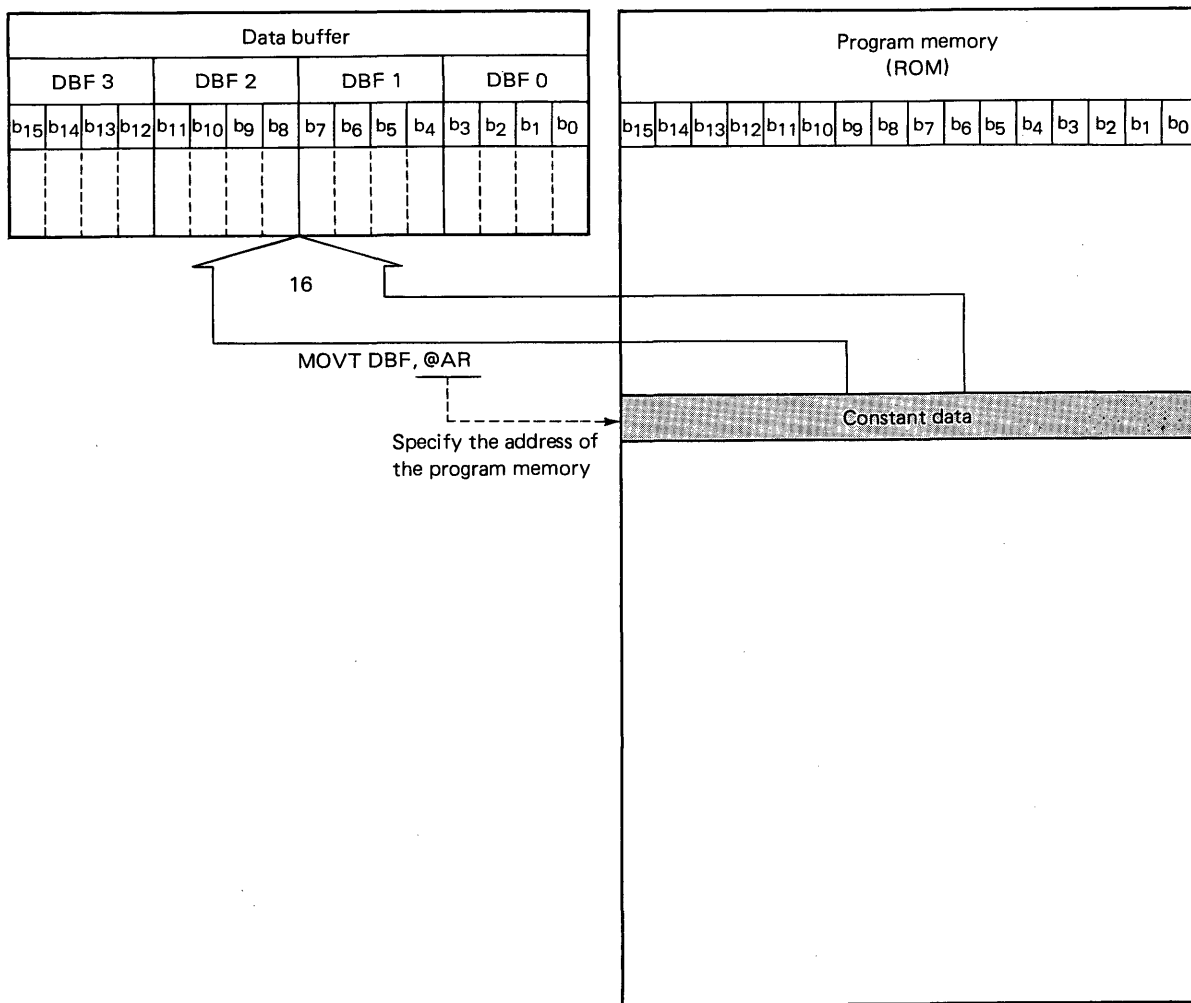 Data buffer
DBF 3 DBF 2 DBF 1 DBF 0
b15 b14 b13 b12 b11 b10 b9 b8 b7 b6 b5 b4 b3 b2 b1 b0
Program memory
(ROM)
b15 b14 b13 b12 b11 b10 b9 b8 b7 b6 b5 b4 b3 b2 b1 b0
16
MOVT DBF, @AR
Specify the address of
the program memory
Constant data